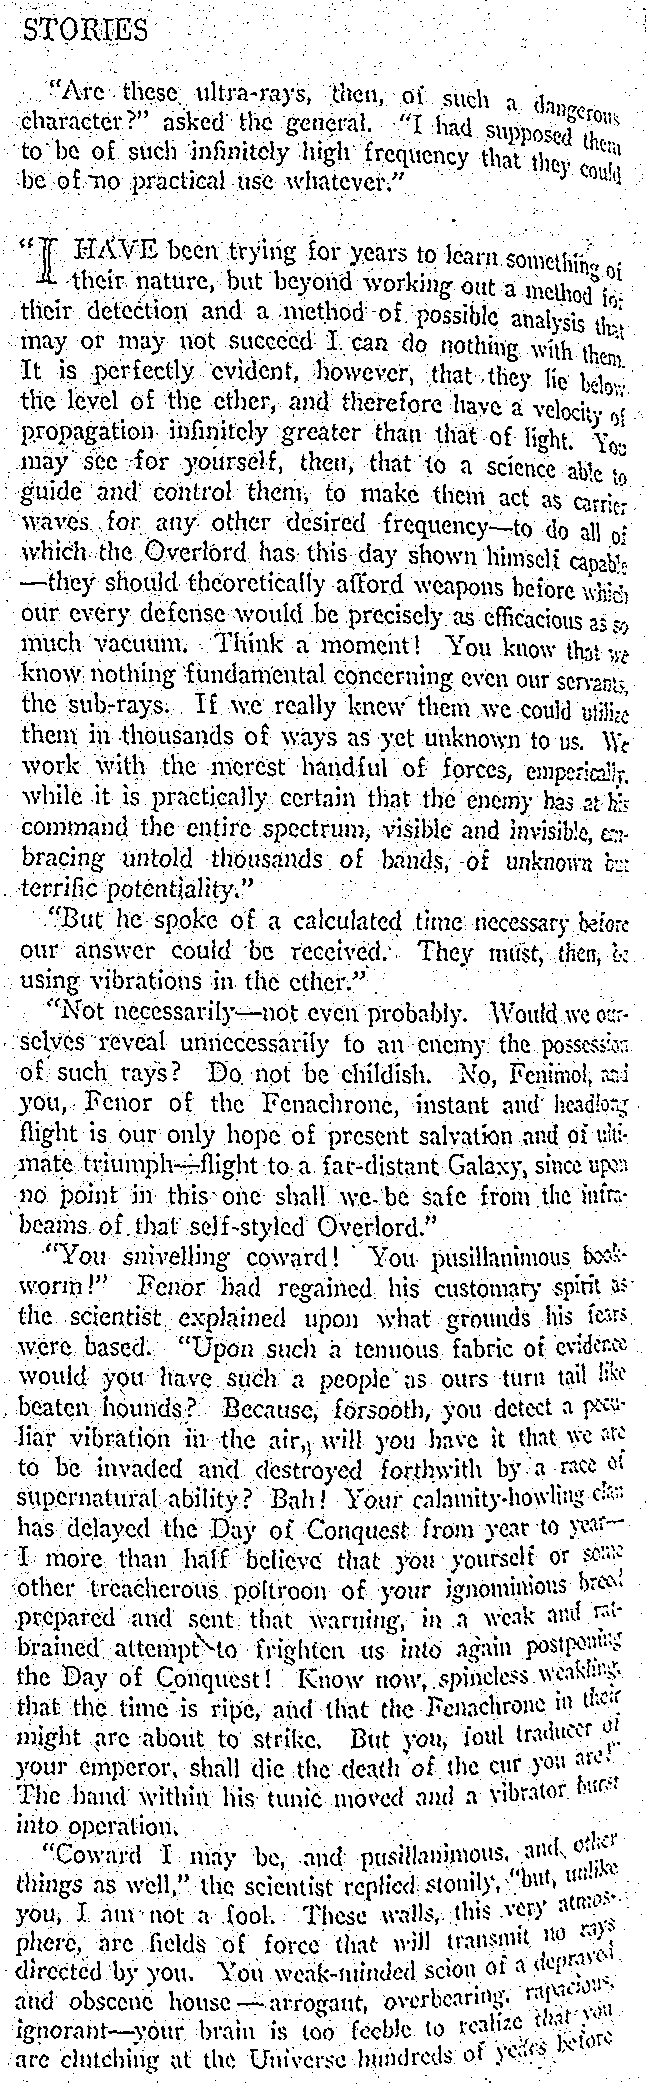 STORIES
"Are these ultra-rays, then, of such a dangerous
character?" asked the general. "I had supposed them
to be of such infinitely high frequency that they could
be of no practical use whatever."
"I HAVE been trying for years to learn something of
their nature, but beyond working out a method for
their detection and a method of possible analysis that
may or may not succeed I can do nothing with them.
It is perfectly evident, however, that they lie below
the level of the ether, and therefore have a velocity of
propagation infinitely greater than that of light. You
may see for yourself, then, that to a science able to
guide and control them, to make them act as carrier
waves for any other desired frequency—to do all of
which the Overlord has this day shown himself capable
—they should theoretically afford weapons before which
our every defense would be precisely as efficacious as so
much vacuum. Think a moment! You know that we
know nothing fundamental concerning even our servants,
the sub-rays. If we really knew them we could utilize
them in thousands of ways as yet unknown to us. We
work with the merest handful of forces, emperically,
while it is practically certain that the enemy has at his
command the entire spectrum, visible and invisible, em-
bracing untold thousands of bands, of unknown but
terrific potentiality."
"But he spoke of a calculated time necessary before
our answer could be received. They must, then, be
using vibrations in the ether."
"Not necessarily—not even probably. Would we our-
selves reveal unnecessarily to an enemy the possession
of such rays? Do not be childish. No, Fenimol, and
you, Fenor of the Fenachrone, instant and headlong
flight is our only hope of present salvation and of ulti-
mate triumph—flight to a far-distant Galaxy, since upon
no point in this one shall we be safe from the infra-
beams of that self-styled Overlord."
"You snivelling coward! You pusillanimous book-
worm!" Fenor had regained his customary spirit as
the scientist explained upon what grounds his fears
were based. "Upon such a tenuous fabric of evidence
would you have such a people as ours turn tail like
beaten hounds? Because, forsooth, you detect a pecu-
liar vibration in the air, will you have it that we are
to be invaded and destroyed forthwith by a race of
supernatural ability? Bah! Your calamity-howling clan
has delayed the Day of Conquest from year to year—
I more than half believe that you yourself or some
other treacherous poltroon of your ignominious breed
prepared and sent that warning, in a weak and rat-
brained attempt to frighten us into again postponing
the Day of Conquest! Know now, spineless weakling,
that the time is ripe, and that the Fenachrone in their
might are about to strike. But you, foul traducer of
your emperor, shall die the death of the cur you are!"
The hand within his tunic moved and a vibrator burst
into operation.
"Coward I may be, and pusillanimous, and other
things as well," the scientist replied stonily, "but, unlike
you, I am not a fool. These walls, this very atmos-
phere, are fields of force that will transmit no rays
directed by you. You weak-minded scion of a depraved
and obscene house—arrogant, overbearing, rapacious,
ignorant—your brain is too feeble to realize that you
are clutching at the Universe hundreds of years before